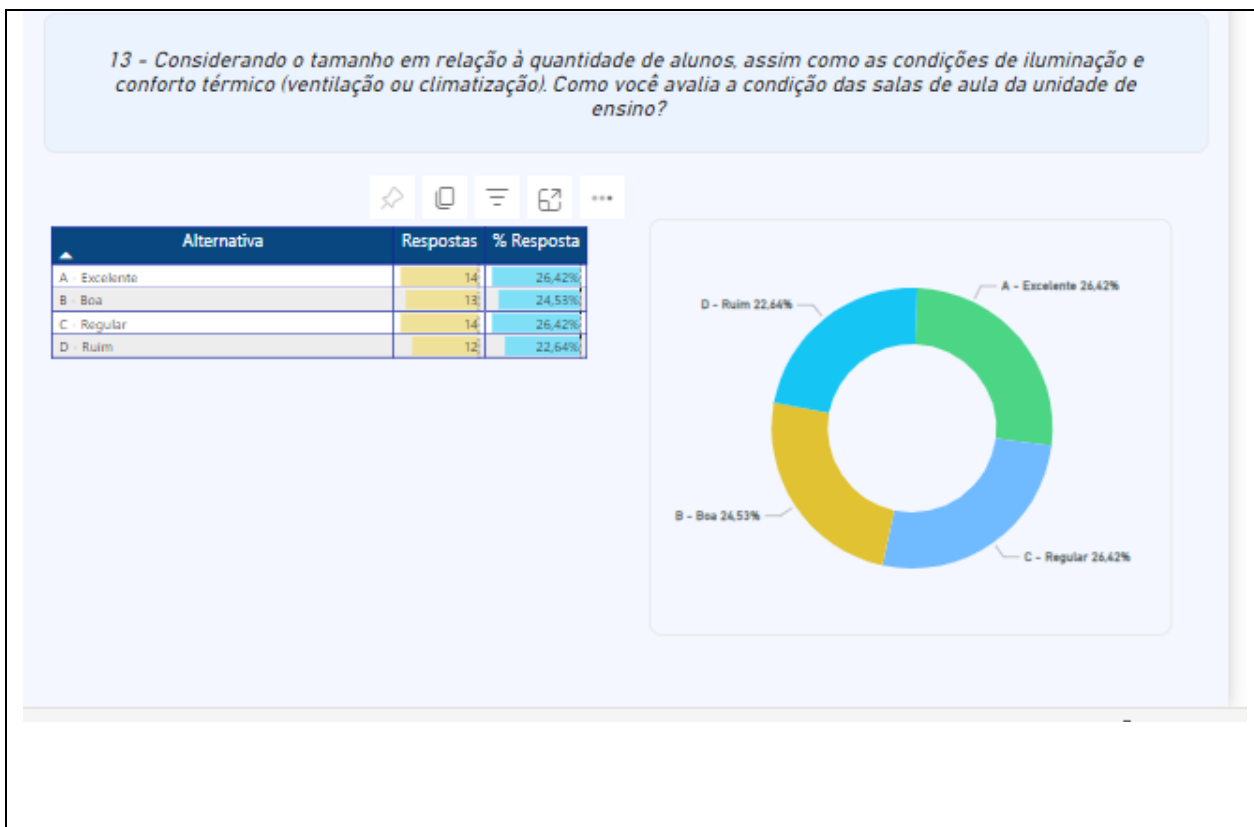 13 - Considerando o tamanho em relação à quantidade de alunos, assim como as condições de iluminação e
conforto térmico (ventilação ou climatização). Como você avalia a condição das salas de aula da unidade de
ensino?
Alternativa Respostas % Resposta
A - Excelente 14 26,42%
B - Boa 13 24,53%
C - Regular 14 26,42%
D - Ruim 12 22,64%
A - Excelente 26,42%
D - Ruim 22,64%
B - Boa 24,53%
C - Regular 26,42%